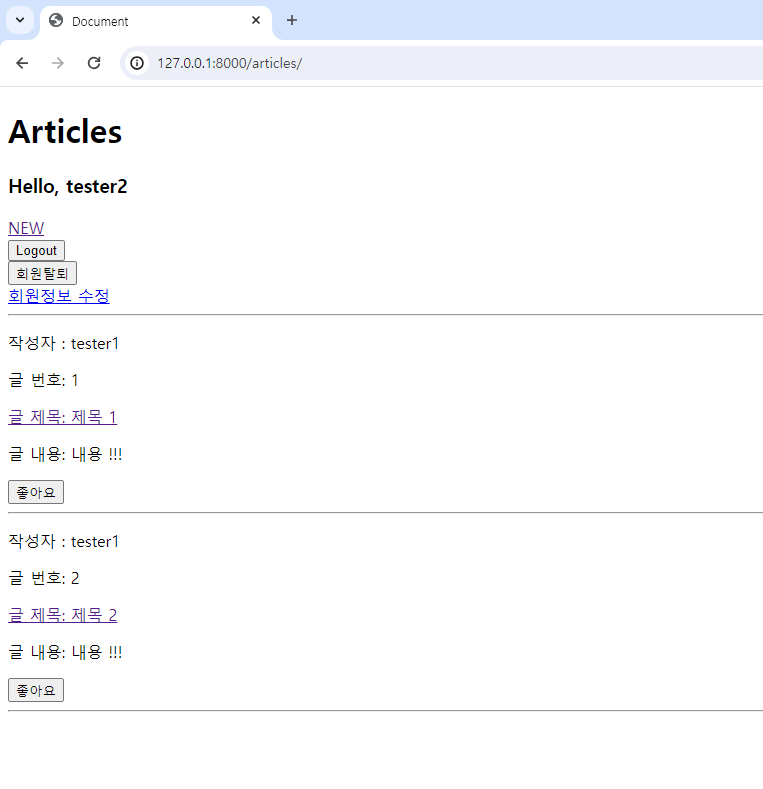 Document
127.0.0.1:8000/articles/
Articles
Hello, tester2
NEW
Logout
회원탈퇴
회원정보 수정
작성자 : tester1
글 번호: 1
글 제목: 제목 1
글 내용: 내용 !!!
좋아요
작성자 : tester1
글 번호: 2
글 제목: 제목 2
글 내용: 내용 !!!
좋아요